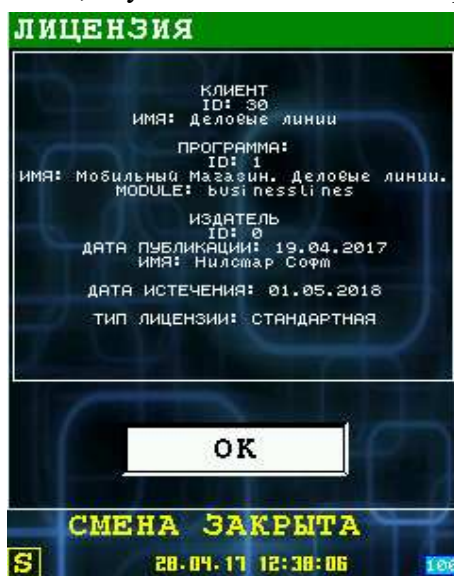 ЛИЦЕНЗИЯ
КЛИЕНТ
ID: 30
ИМЯ: Деловые линии
ПРОГРАММА:
ID: 1
ИМЯ: Мобильный Магазин. Деловые линии.
MODULE: businesslines
ИЗДАТЕЛЬ
ID: 0
ДАТА ПУБЛИКАЦИИ: 19.04.2017
ИМЯ: Нилстар Софт
ДАТА ИСТЕЧЕНИЯ: 01.05.2018
ТИП ЛИЦЕНЗИИ: СТАНДАРТНАЯ
OK
СМЕНА ЗАКРЫТА
S 28.04.17 12:38:06 100